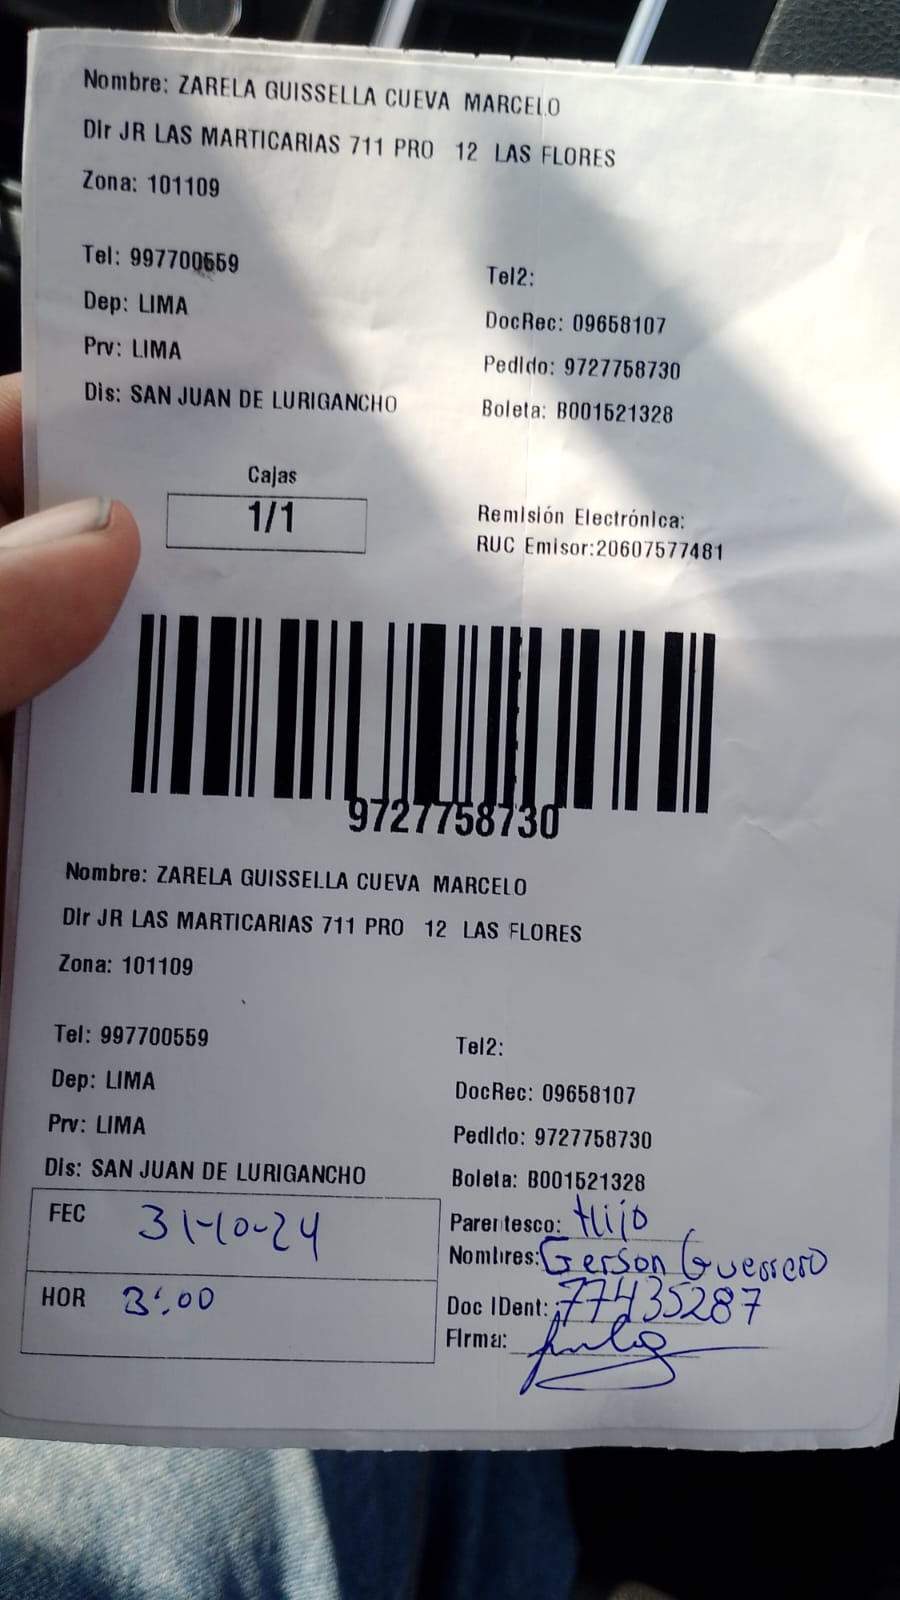 Nombre: ZARELA GUISSELLA CUEVA MARCELO
Dir JR LAS MARTICARIAS 711 PRO 12 LAS FLORES
Zona: 101109
Tel: 997700559
Tel2:
Dep: LIMA
DocRec: 09658107
Prv: LIMA
Pedido: 9727758730
Dis: SAN JUAN DE LURIGANCHO
Boleta: B001521328
Cajas
1/1
Remisión Electrónica:
RUC Emisor:20607577481
9727758730
Nombre: ZARELA GUISSELLA CUEVA MARCELO
Dir JR LAS MARTICARIAS 711 PRO 12 LAS FLORES
Zona: 101109
Tel: 997700559
Tel2:
Dep: LIMA
DocRec: 09658107
Prv: LIMA
Pedido: 9727758730
Dis: SAN JUAN DE LURIGANCHO
Boleta: B001521328
FEC 31-10-24
Parentesco: Hijo
Nombres: Gerson Guerrero
HOR 3:00
Doc IDent: 77435287
Firma: